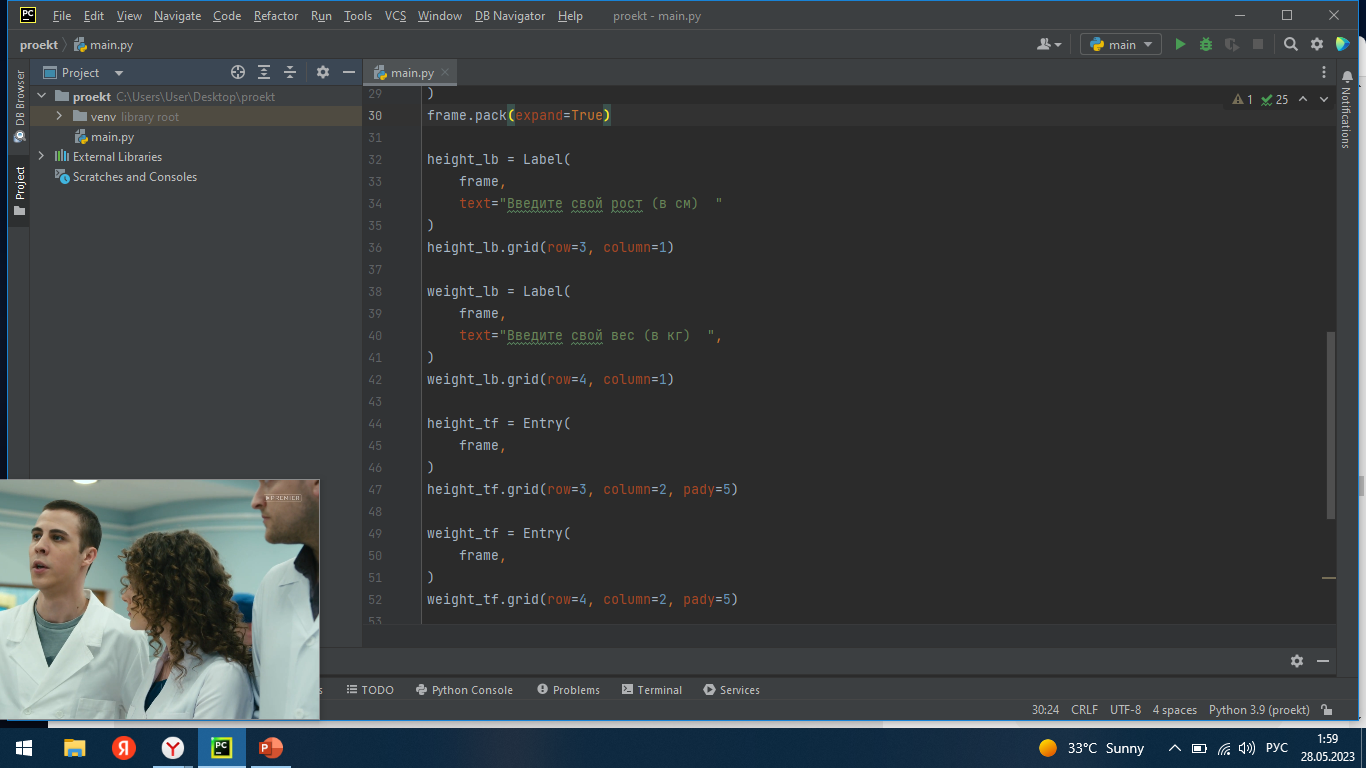 PC File Edit View Navigate Code Refactor Run Tools VCS Window DB Navigator Help proekt - main.py
proekt main.py main
DB Browser
Project
Project
proekt C:\Users\User\Desktop\proekt
venv library root
main.py
External Libraries
Scratches and Consoles
main.py
1 25
Notifications
29 )
30 frame.pack(expand=True)
31
32 height_lb = Label(
33 frame,
34 text="Введите свой рост (в см)  "
35 )
36 height_lb.grid(row=3, column=1)
37
38 weight_lb = Label(
39 frame,
40 text="Введите свой вес (в кг)  ",
41 )
42 weight_lb.grid(row=4, column=1)
43
44 height_tf = Entry(
45 frame,
46 )
47 height_tf.grid(row=3, column=2, pady=5)
48
49 weight_tf = Entry(
50 frame,
51 )
52 weight_tf.grid(row=4, column=2, pady=5)
53
PREMIER
TODO Python Console Problems Terminal Services
30:24 CRLF UTF-8 4 spaces Python 3.9 (proekt)
Я Y PC P 33°C Sunny РУС 1:59
28.05.2023